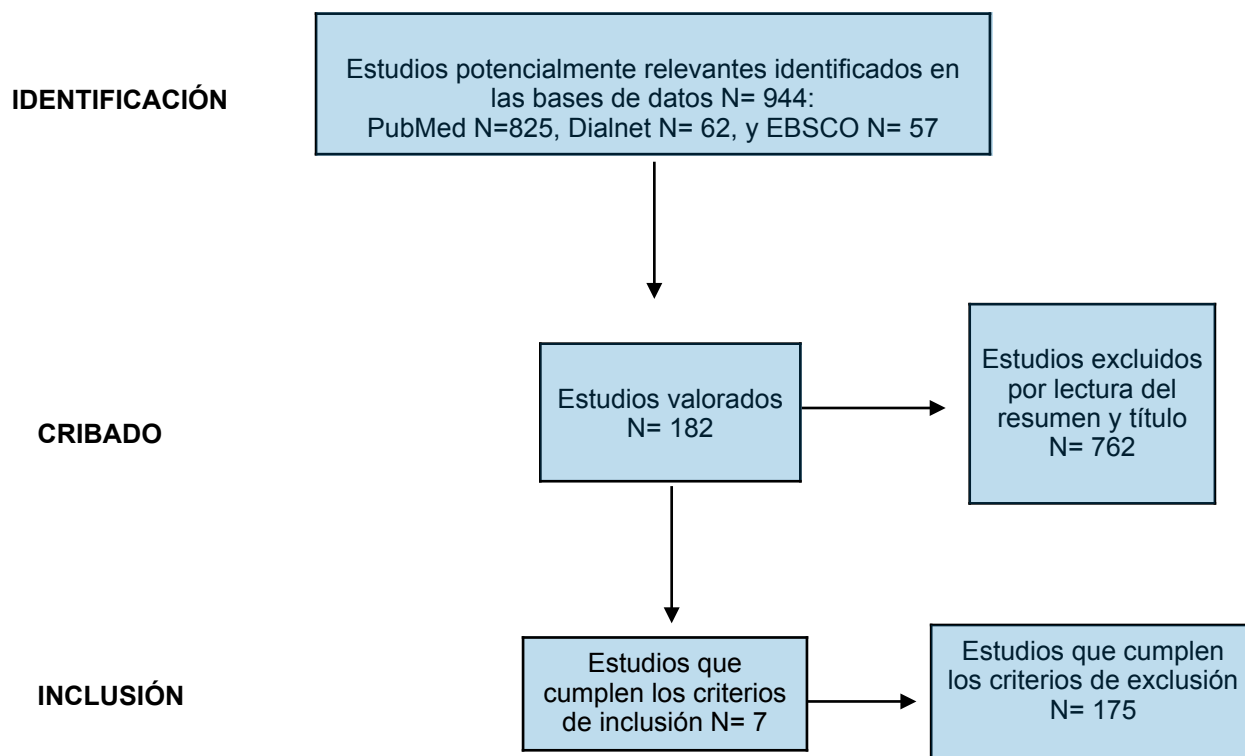 IDENTIFICACIÓN
Estudios potencialmente relevantes identificados en
las bases de datos N= 944:
PubMed N=825, Dialnet N= 62, y EBSCO N= 57
CRIBADO
Estudios valorados
N= 182
Estudios excluidos
por lectura del
resumen y título
N= 762
INCLUSIÓN
Estudios que
cumplen los criterios
de inclusión N= 7
Estudios que cumplen
los criterios de exclusión
N= 175